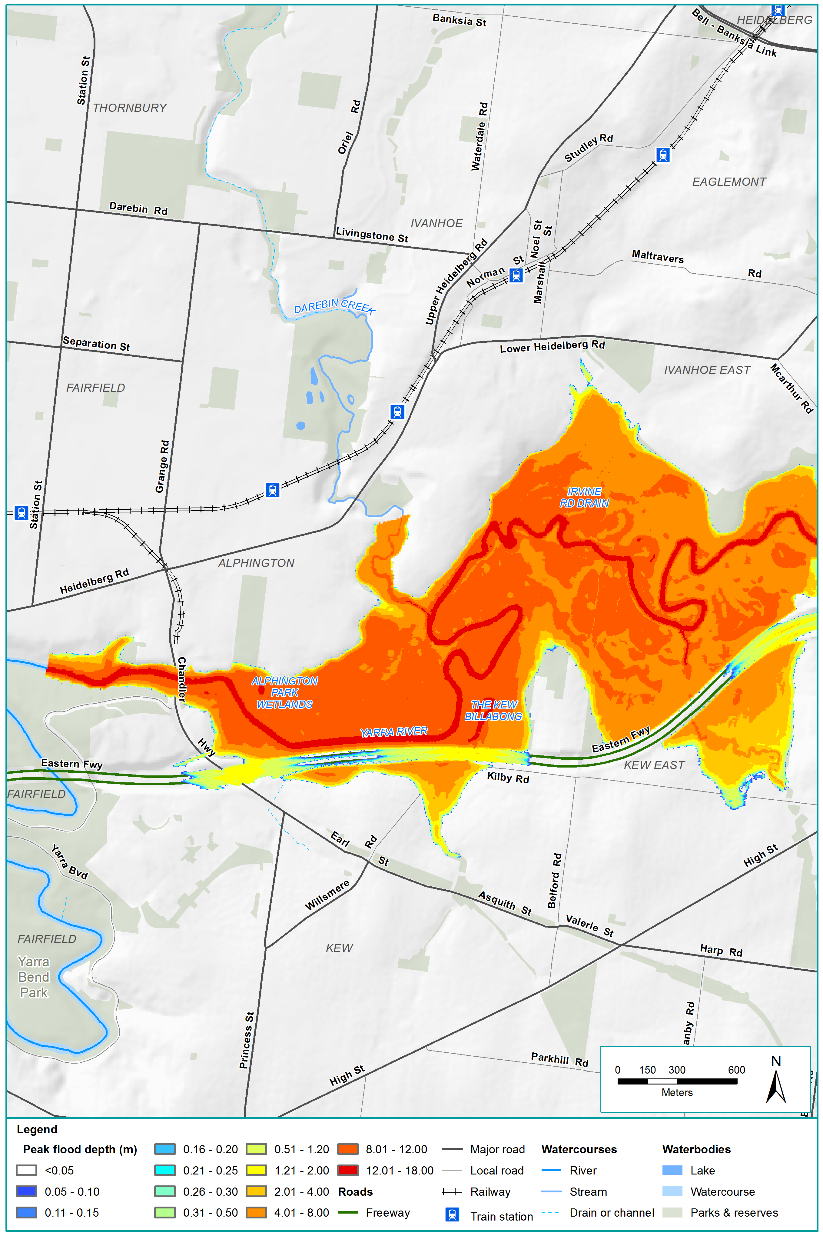 Banksia St
HEIDELBERG
Bell - Banksia Link
Station St
THORNBURY
Oriel Rd
Waterdale Rd
Studley Rd
EAGLEMONT
Darebin Rd
IVANHOE
Livingstone St
Upper Heidelberg Rd
Norman St
Noel St
Marshall St
Maltravers Rd
DAREBIN CREEK
Separation St
Lower Heidelberg Rd
FAIRFIELD
IVANHOE EAST
Mcarthur Rd
Grange Rd
Station St
IRVINE
RD DRAIN
ALPHINGTON
Heidelberg Rd
Chandler Hwy
ALPHINGTON
PARK
WETLANDS
THE KEW
BILLABONG
YARRA RIVER
Eastern Fwy
Eastern Fwy
KEW EAST
Kilby Rd
FAIRFIELD
Yarra Bvd
Earl St
Willsmere Rd
Belford Rd
High St
Asquith St
Valerie St
Harp Rd
FAIRFIELD
Yarra
Bend
Park
KEW
Princess St
anby Rd
High St
Parkhill Rd
N
0 150 300 600
Meters
Legend
Peak flood depth (m)
<0.05
0.05 - 0.10
0.11 - 0.15
0.16 - 0.20
0.21 - 0.25
0.26 - 0.30
0.31 - 0.50
0.51 - 1.20
1.21 - 2.00
2.01 - 4.00
4.01 - 8.00
8.01 - 12.00
12.01 - 18.00
Roads
Freeway
Major road
Local road
Railway
Train station
Watercourses
River
Stream
Drain or channel
Waterbodies
Lake
Watercourse
Parks & reserves